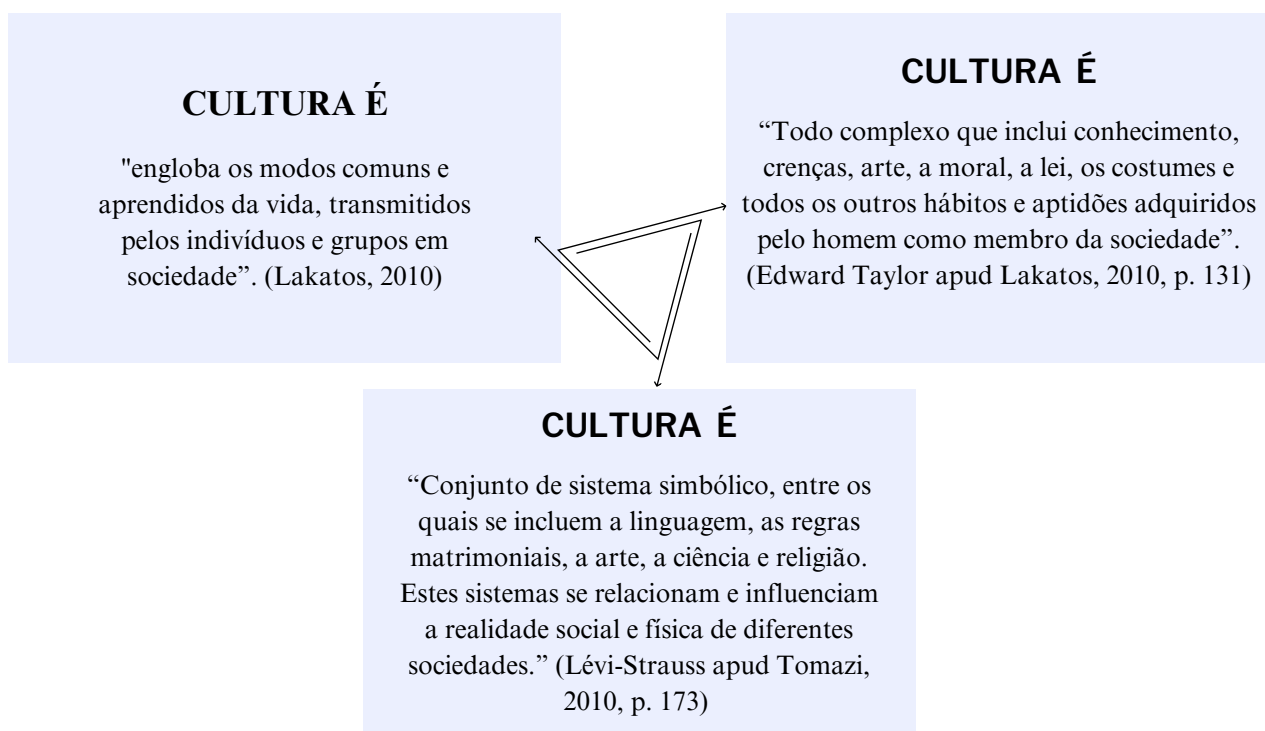 CULTURA É
"engloba os modos comuns e
aprendidos da vida, transmitidos
pelos indivíduos e grupos em
sociedade”. (Lakatos, 2010)
CULTURA É
“Todo complexo que inclui conhecimento,
crenças, arte, a moral, a lei, os costumes e
todos os outros hábitos e aptidões adquiridos
pelo homem como membro da sociedade”.
(Edward Taylor apud Lakatos, 2010, p. 131)
CULTURA É
“Conjunto de sistema simbólico, entre os
quais se incluem a linguagem, as regras
matrimoniais, a arte, a ciência e religião.
Estes sistemas se relacionam e influenciam
a realidade social e física de diferentes
sociedades.” (Lévi-Strauss apud Tomazi,
2010, p. 173)